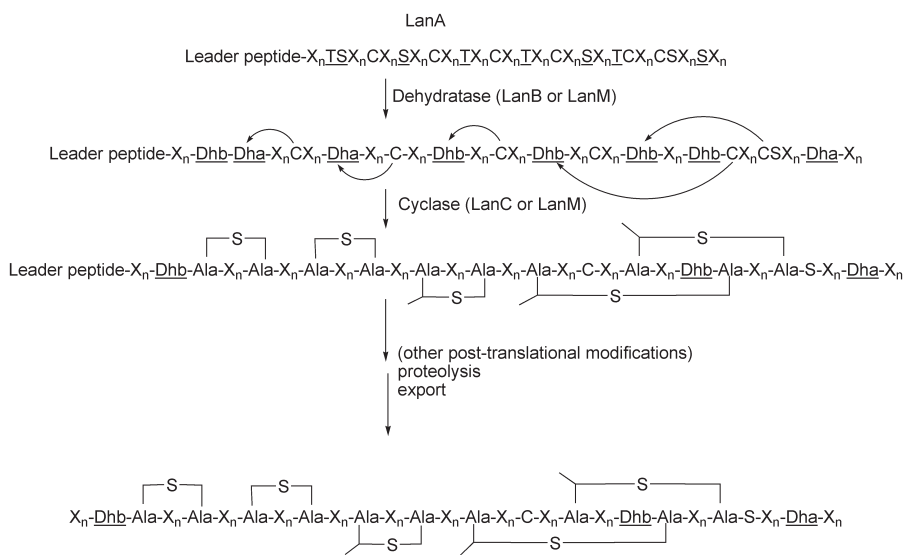 LanA
Leader peptide-XnTSXnCXnSXnCXnTXnCXnTXnCXnSXnTCXnCSXnSXn
Dehydratase (LanB or LanM)
Leader peptide-Xn-Dhb-Dha-XnCXn-Dha-Xn-C-Xn-Dhb-Xn-CXn-Dhb-XnCXn-Dhb-Xn-Dhb-CXnCSXn-Dha-Xn
Cyclase (LanC or LanM)
S S S
Leader peptide-Xn-Dhb-Ala-Xn-Ala-Xn-Ala-Xn-Ala-Xn-Ala-Xn-Ala-Xn-Ala-Xn-C-Xn-Ala-Xn-Dhb-Ala-Xn-Ala-S-Xn-Dha-Xn
S S
(other post-translational modifications)
proteolysis
export
S S S
Xn-Dhb-Ala-Xn-Ala-Xn-Ala-Xn-Ala-Xn-Ala-Xn-Ala-Xn-Ala-Xn-C-Xn-Ala-Xn-Dhb-Ala-Xn-Ala-S-Xn-Dha-Xn
S S